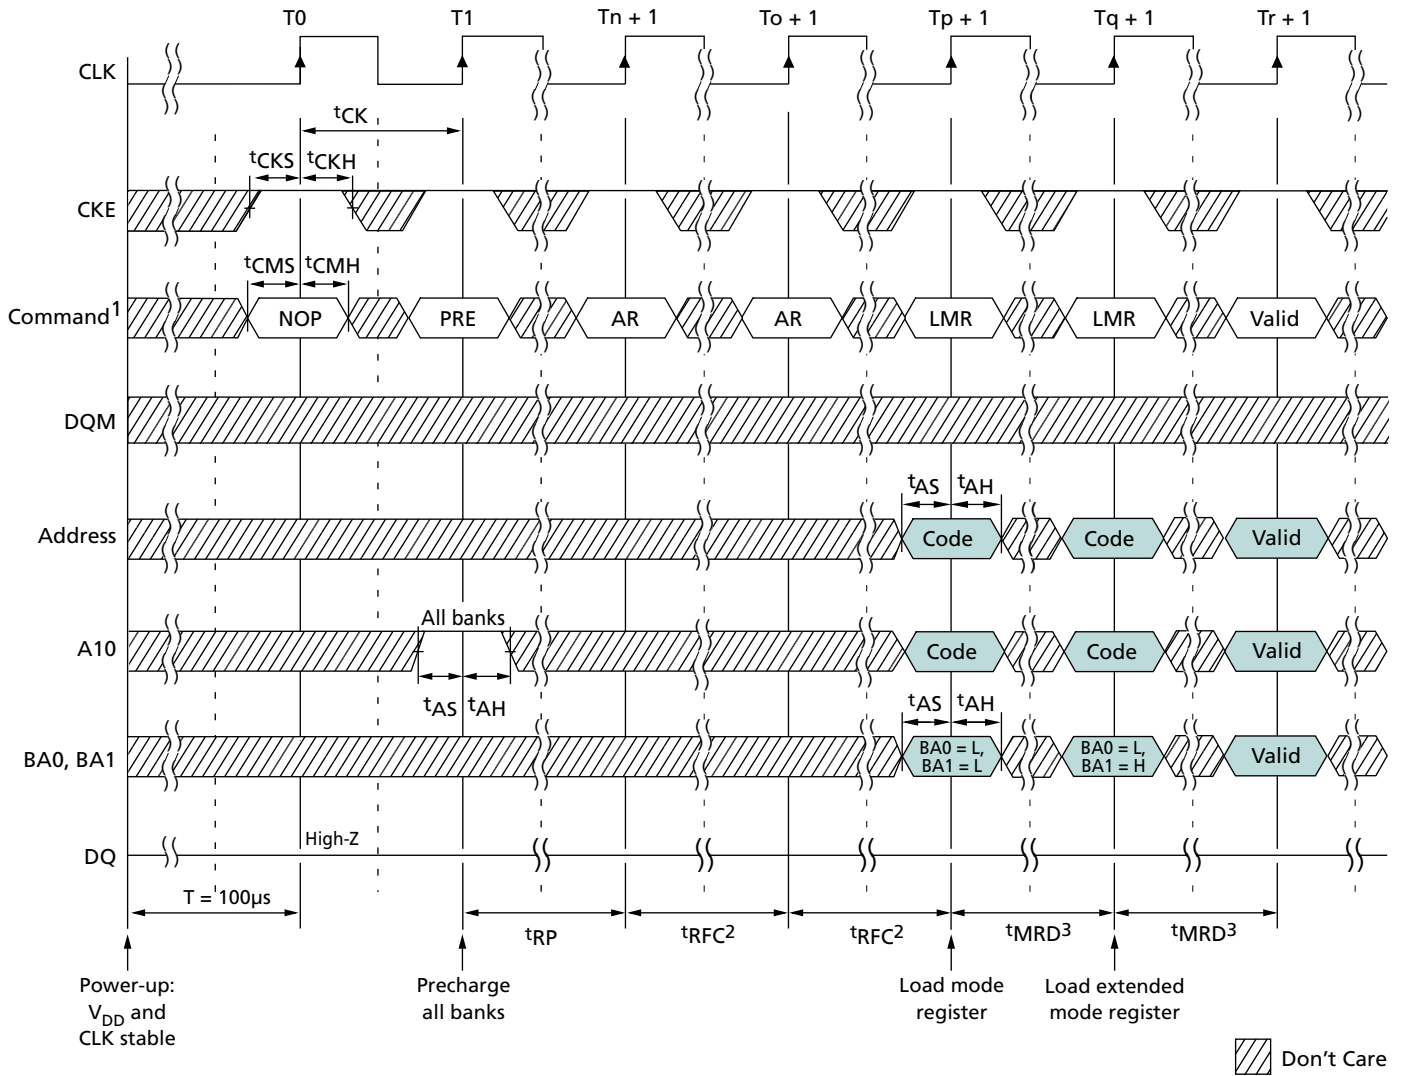 T0 T1 Tn + 1 To + 1 Tp + 1 Tq + 1 Tr + 1
CLK
tCK
tCKS tCKH
CKE
tCMS tCMH
Command1 NOP PRE AR AR LMR LMR Valid
DQM
tAS tAH
Address Code Code Valid
All banks
A10 Code Code Valid
tAS tAH tAS tAH
BA0, BA1 BA0 = L, BA1 = L BA0 = L, BA1 = H Valid
High-Z
DQ
T = 100µs
tRP tRFC2 tRFC2 tMRD3 tMRD3
Power-up:
VDD and
CLK stable
Precharge
all banks
Load mode
register
Load extended
mode register
Don't Care